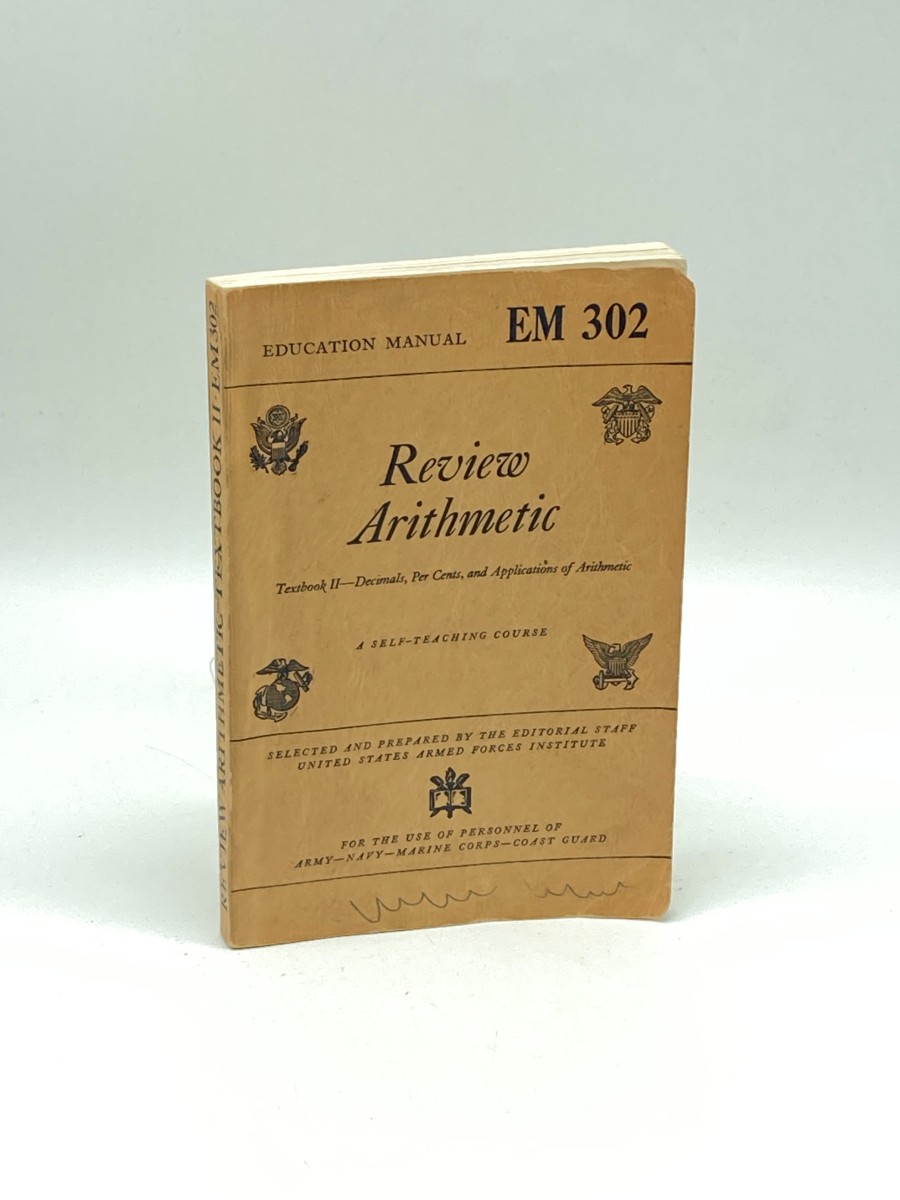 EDUCATION MANUAL EM 302
Review
Arithmetic
Textbook II—Decimals, Per Cents, and Applications of Arithmetic
A SELF-TEACHING COURSE
SELECTED AND PREPARED BY THE EDITORIAL STAFF
UNITED STATES ARMED FORCES INSTITUTE
FOR THE USE OF PERSONNEL OF
ARMY—NAVY—MARINE CORPS—COAST GUARD
REVIEW ARITHMETIC-TEXTBOOK II-EM 302